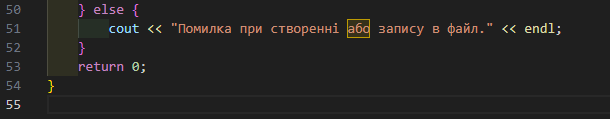 50 } else {
51 cout << "Помилка при створенні або запису в файл." << endl;
52 }
53 return 0;
54 }
55